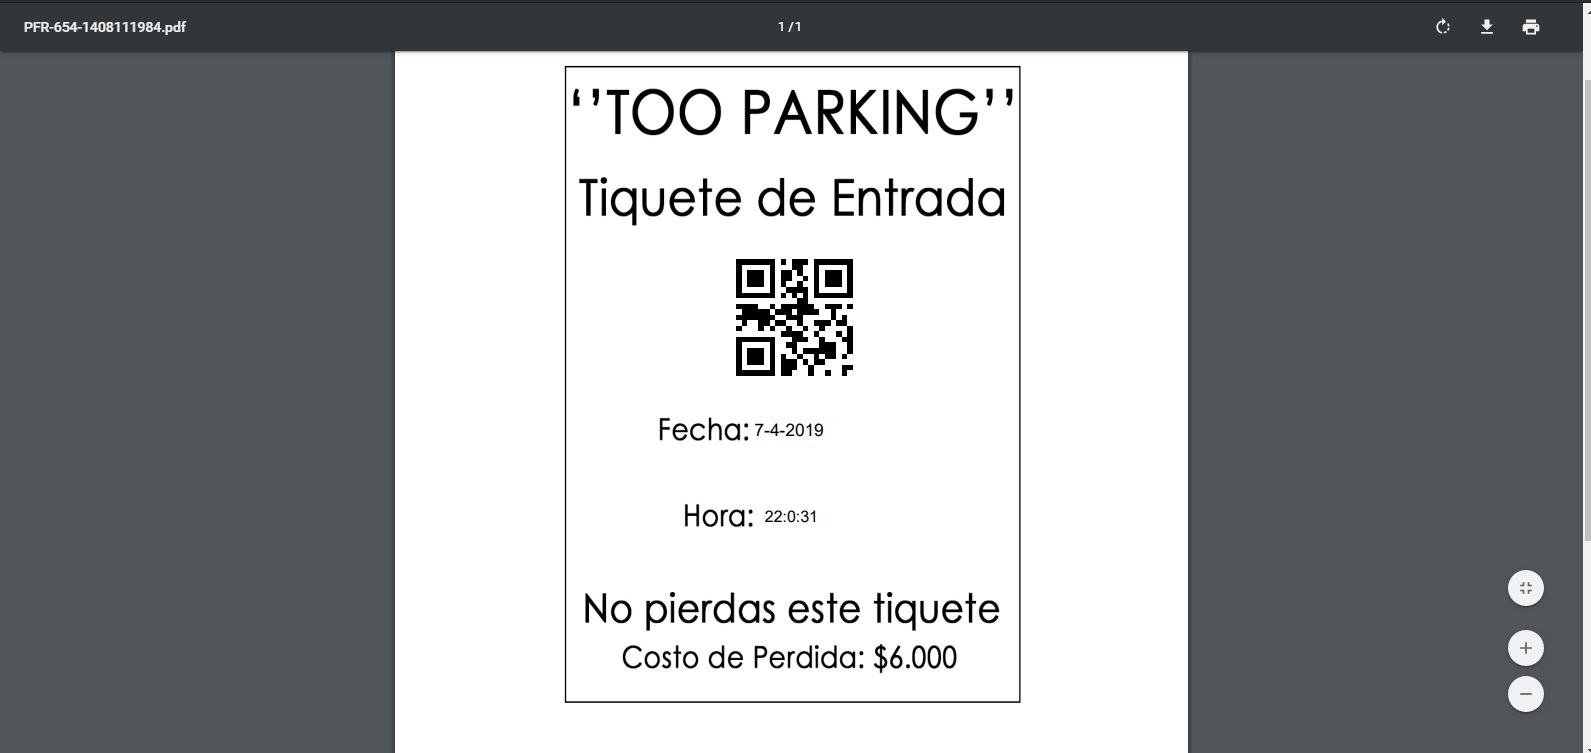 PFR-654-1408111984.pdf
1 / 1
‘’TOO PARKING’’
Tiquete de Entrada
Fecha: 7-4-2019
Hora: 22:0:31
No pierdas este tiquete
Costo de Perdida: $6.000